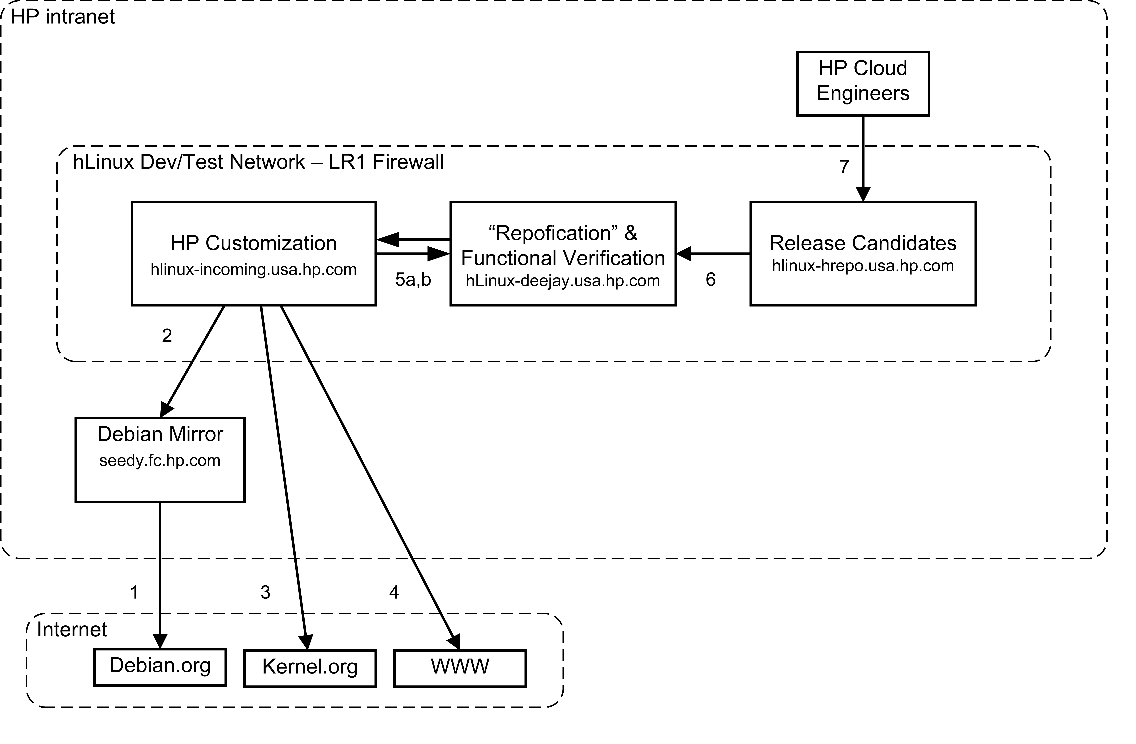 HP intranet
HP Cloud
Engineers
hLinux Dev/Test Network – LR1 Firewall
7
HP Customization
hlinux-incoming.usa.hp.com
“Repofication” &
Functional Verification
hLinux-deejay.usa.hp.com
Release Candidates
hlinux-hrepo.usa.hp.com
5a,b
6
2
Debian Mirror
seedy.fc.hp.com
1
3
4
Internet
Debian.org
Kernel.org
WWW